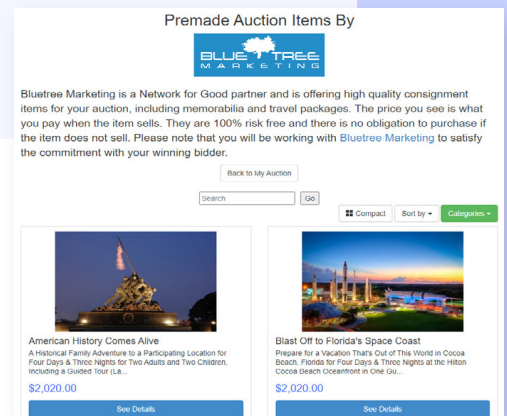 Premade Auction Items By
BLUE TREE
MARKETING
Bluetree Marketing is a Network for Good partner and is offering high quality consignment
items for your auction, including memorabilia and travel packages. The price you see is what
you pay when the item sells. They are 100% risk free and there is no obligation to purchase if
the item does not sell. Please note that you will be working with Bluetree Marketing to satisfy
the commitment with your winning bidder.
Back to My Auction
Search
Go
Compact
Sort by
Categories
American History Comes Alive
A Historical Family Adventure to a Participating Location for
Four Days & Three Nights for Two Adults and Two Children,
Including a Guided Tour (La...
$2,020.00
See Details
Blast Off to Florida's Space Coast
Prepare for a Vacation That's Out of This World in Cocoa
Beach, Florida for Four Days & Three Nights at the Hilton
Cocoa Beach Oceanfront in One Gu...
$2,020.00
See Details